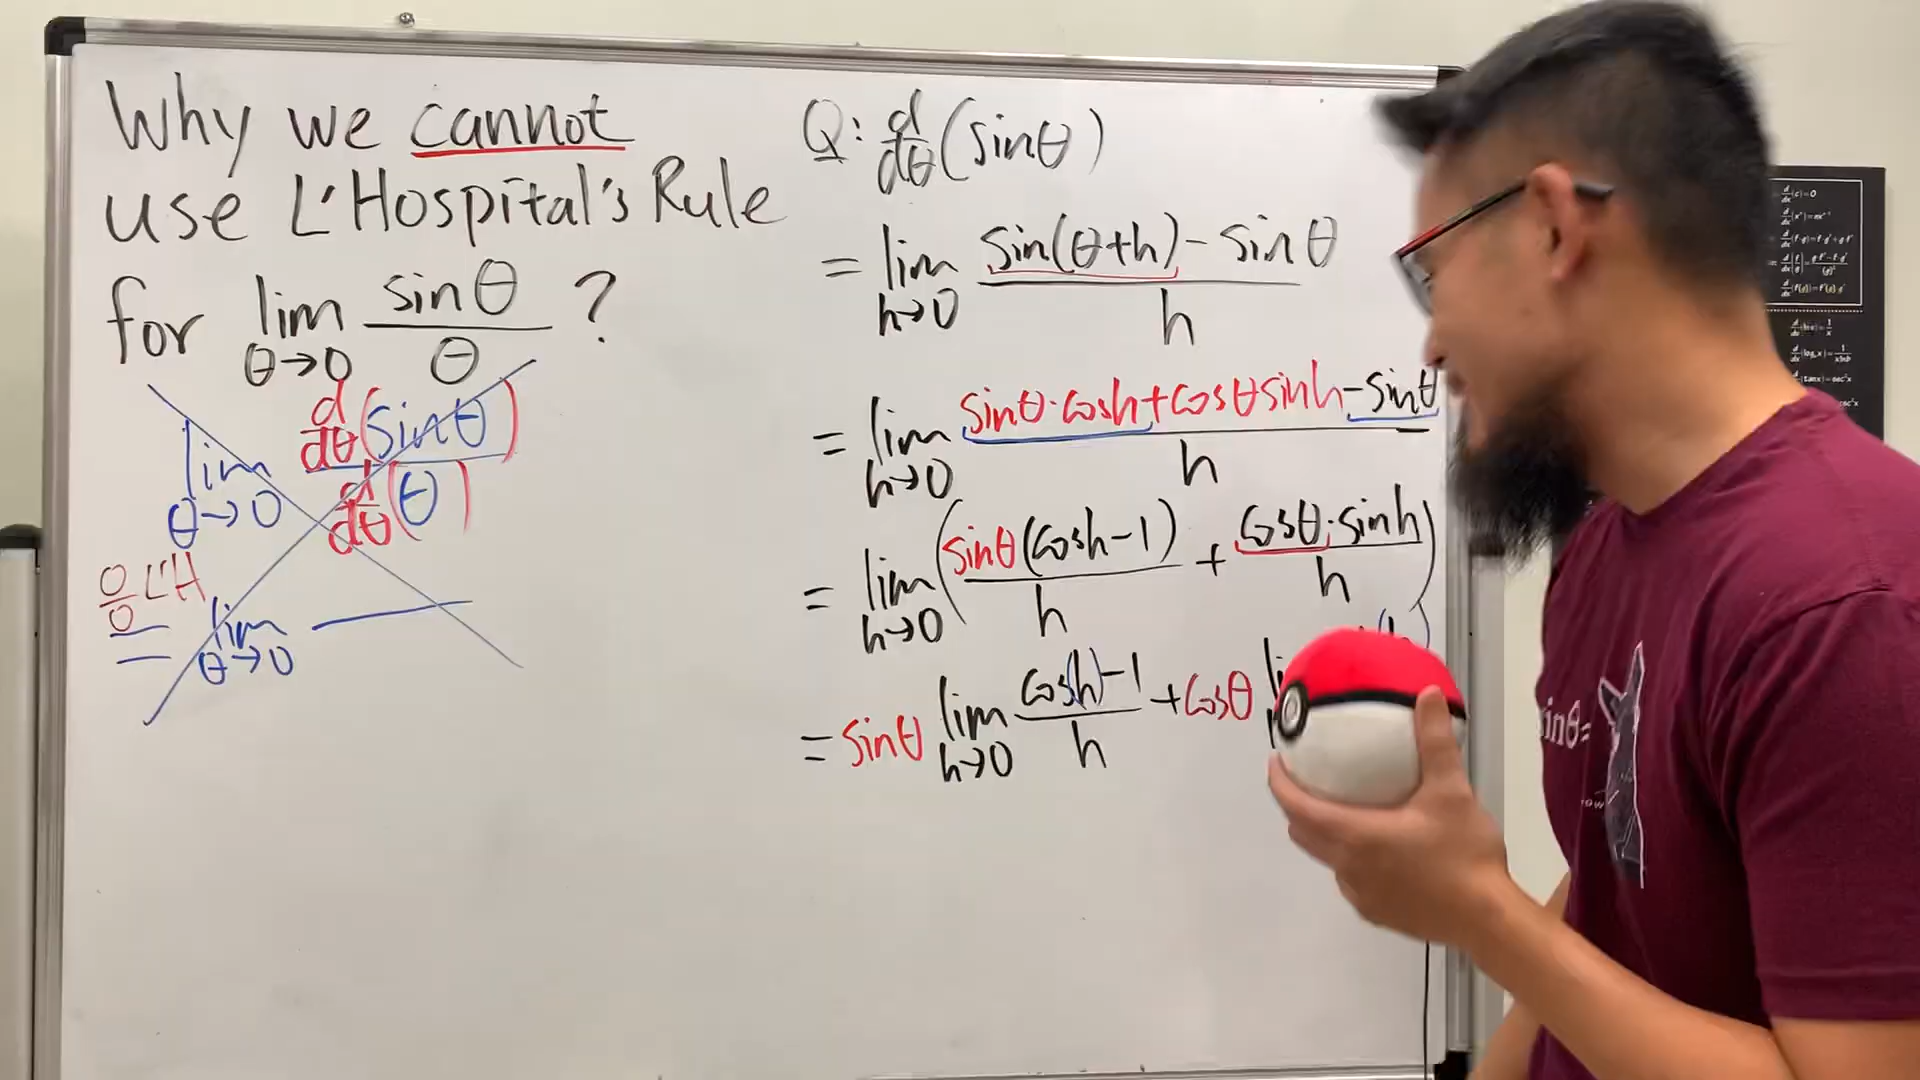 Why we cannot
use L'Hospital's Rule
for lim θ→0 sinθ / θ ?
lim θ→0 d/dθ (sinθ) / d/dθ (θ)
0/0 L'H
= lim θ→0
Q: d/dθ (sinθ)
= lim h→0 sin(θ+h) - sinθ / h
= lim h→0 sinθ·cosh+cosθsinh-sinθ / h
= lim h→0 ( sinθ(cosh-1) / h + cosθ·sinh / h )
= sinθ lim h→0 cos(h)-1 / h + cosθ
sinθ=